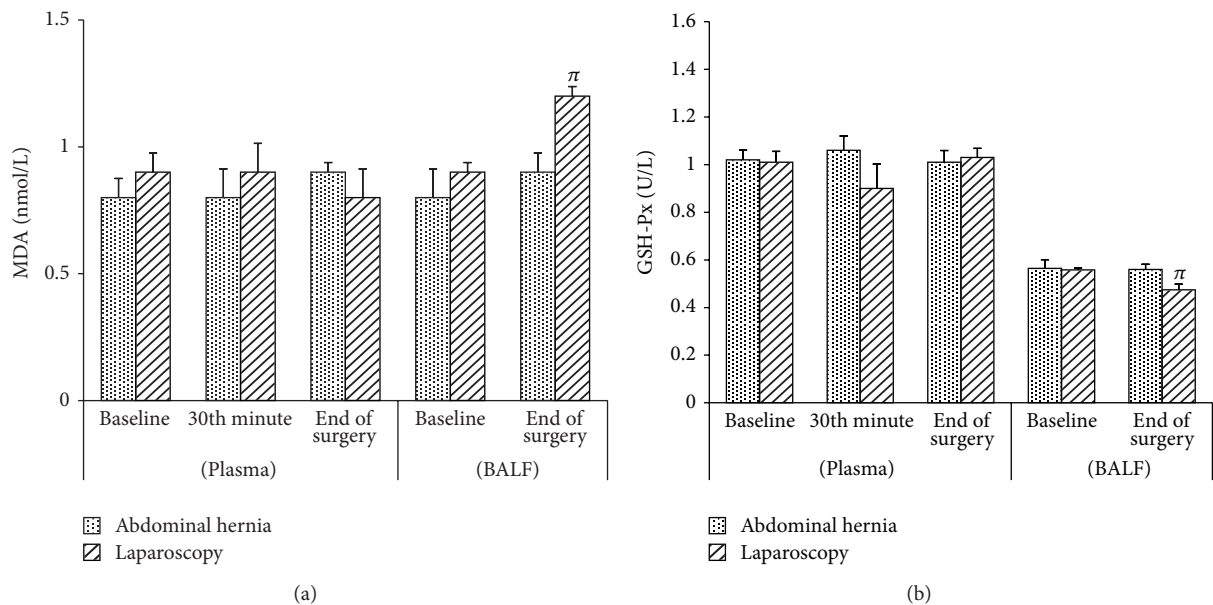 1.5
1
0.5
0
MDA (nmol/L)
π
Baseline 30th minute End of
surgery
Baseline End of
surgery
(Plasma) (BALF)
Abdominal hernia
Laparoscopy
(a)
1.6
1.4
1.2
1
0.8
0.6
0.4
0.2
0
GSH-Px (U/L)
π
Baseline 30th minute End of
surgery
Baseline End of
surgery
(Plasma) (BALF)
Abdominal hernia
Laparoscopy
(b)